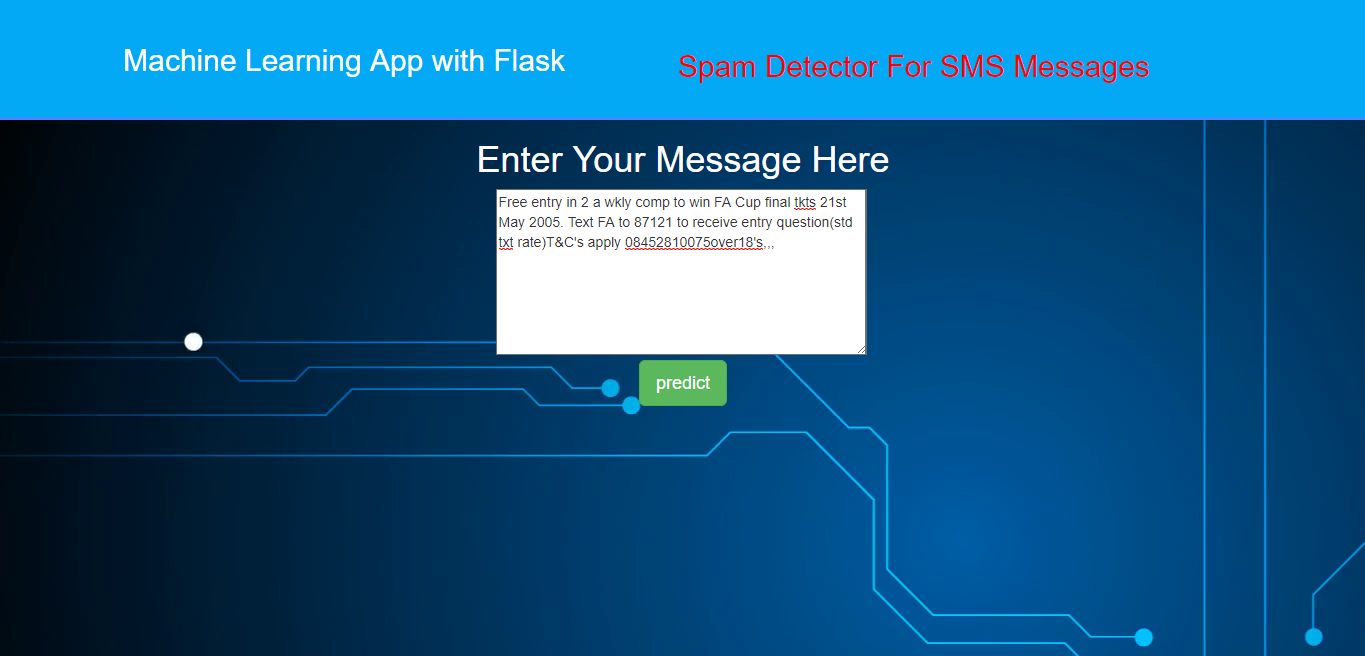 Machine Learning App with Flask
Spam Detector For SMS Messages
Enter Your Message Here
Free entry in 2 a wkly comp to win FA Cup final tkts 21st
May 2005. Text FA to 87121 to receive entry question(std
txt rate)T&C's apply 08452810075over18's,,,
predict